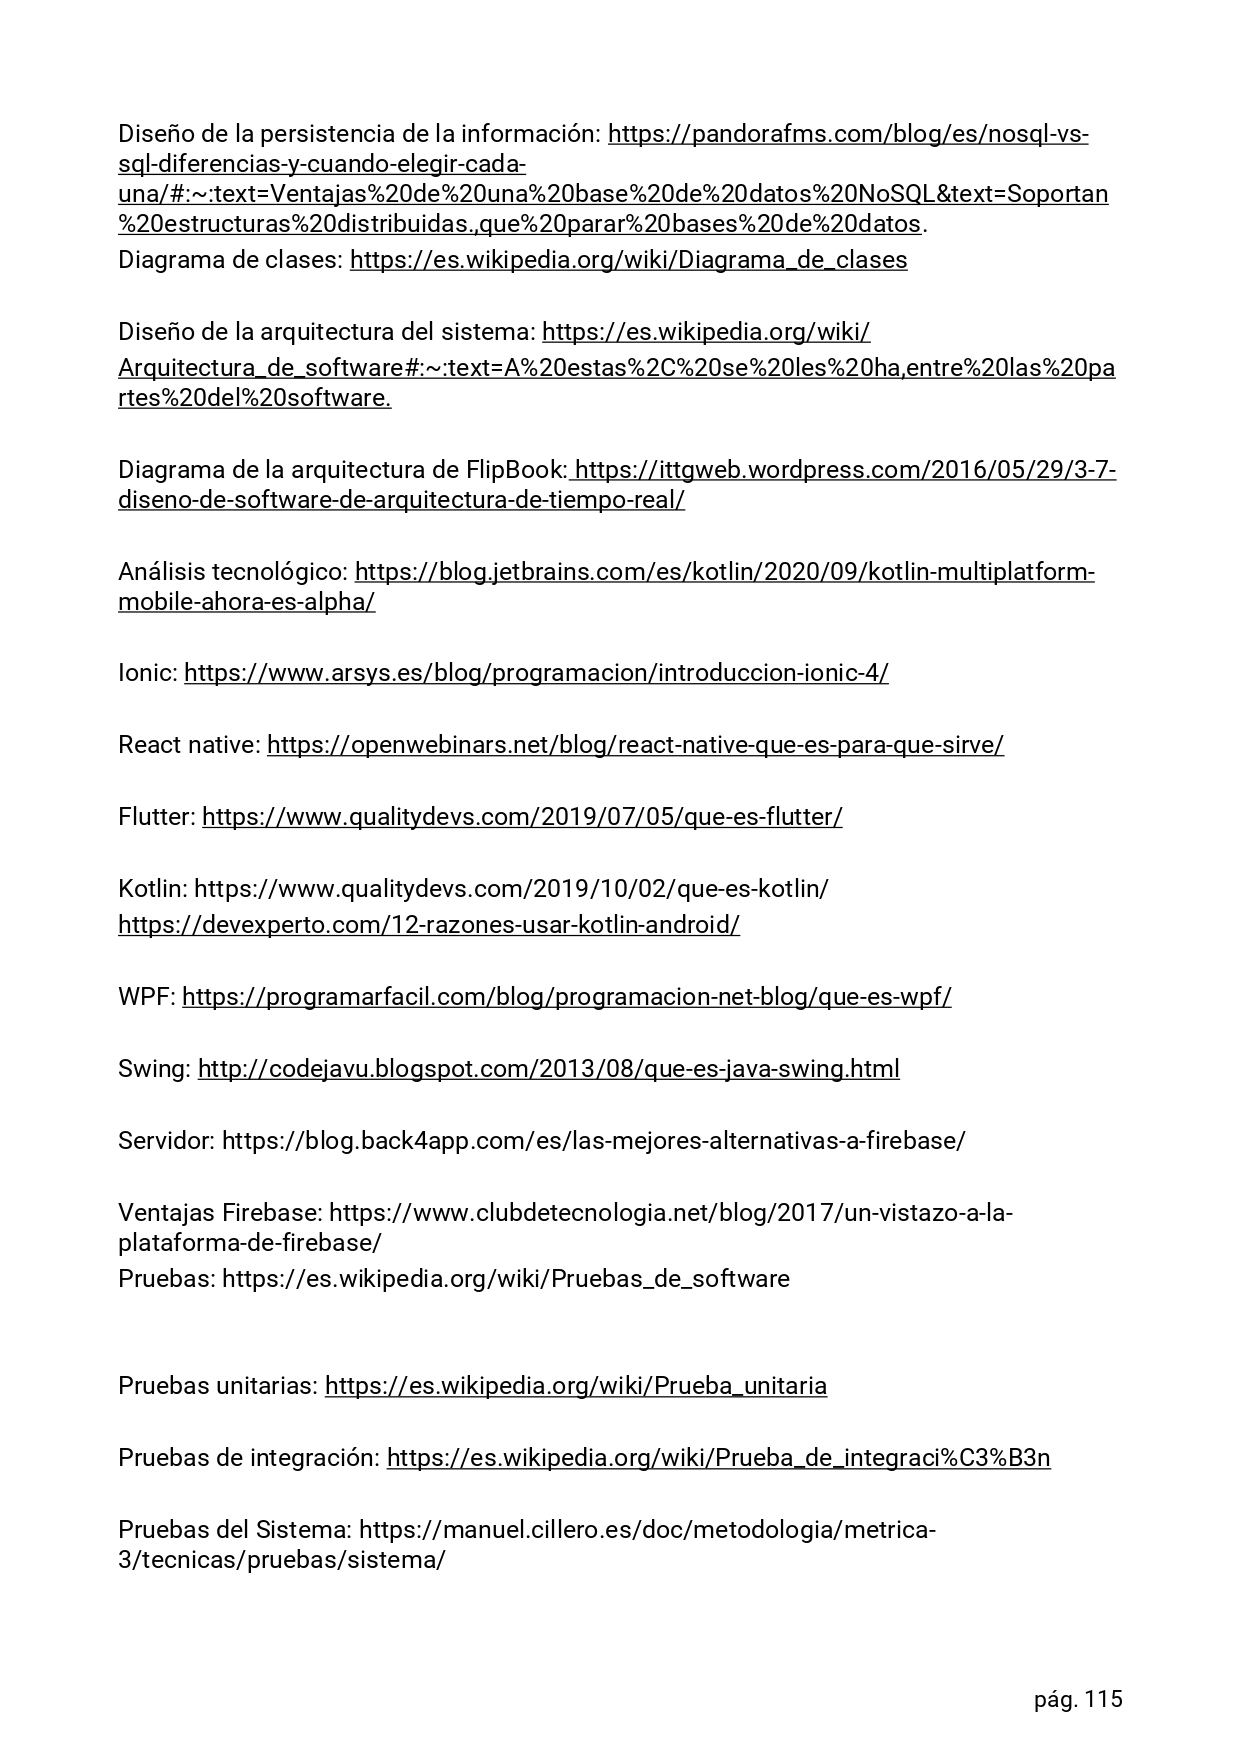 Diseño de la persistencia de la información: https://pandorafms.com/blog/es/nosql-vs-
sql-diferencias-y-cuando-elegir-cada-
una/#:~:text=Ventajas%20de%20una%20base%20de%20datos%20NoSQL&text=Soportan
%20estructuras%20distribuidas.,que%20parar%20bases%20de%20datos.
Diagrama de clases: https://es.wikipedia.org/wiki/Diagrama_de_clases
Diseño de la arquitectura del sistema: https://es.wikipedia.org/wiki/
Arquitectura_de_software#:~:text=A%20estas%2C%20se%20les%20ha,entre%20las%20pa
rtes%20del%20software.
Diagrama de la arquitectura de FlipBook: https://ittgweb.wordpress.com/2016/05/29/3-7-
diseno-de-software-de-arquitectura-de-tiempo-real/
Análisis tecnológico: https://blog.jetbrains.com/es/kotlin/2020/09/kotlin-multiplatform-
mobile-ahora-es-alpha/
Ionic: https://www.arsys.es/blog/programacion/introduccion-ionic-4/
React native: https://openwebinars.net/blog/react-native-que-es-para-que-sirve/
Flutter: https://www.qualitydevs.com/2019/07/05/que-es-flutter/
Kotlin: https://www.qualitydevs.com/2019/10/02/que-es-kotlin/
https://devexperto.com/12-razones-usar-kotlin-android/
WPF: https://programarfacil.com/blog/programacion-net-blog/que-es-wpf/
Swing: http://codejavu.blogspot.com/2013/08/que-es-java-swing.html
Servidor: https://blog.back4app.com/es/las-mejores-alternativas-a-firebase/
Ventajas Firebase: https://www.clubdetecnologia.net/blog/2017/un-vistazo-a-la-
plataforma-de-firebase/
Pruebas: https://es.wikipedia.org/wiki/Pruebas_de_software
Pruebas unitarias: https://es.wikipedia.org/wiki/Prueba_unitaria
Pruebas de integración: https://es.wikipedia.org/wiki/Prueba_de_integraci%C3%B3n
Pruebas del Sistema: https://manuel.cillero.es/doc/metodologia/metrica-
3/tecnicas/pruebas/sistema/
pág. 115